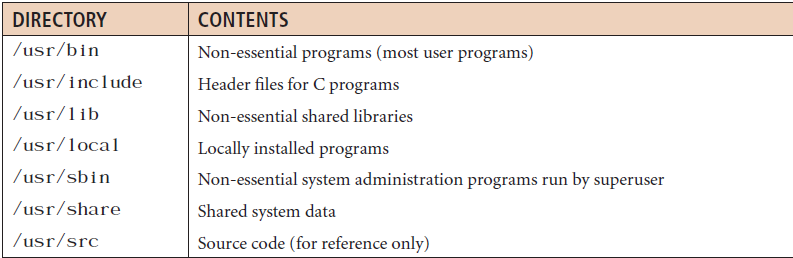 DIRECTORY CONTENTS
/usr/bin Non-essential programs (most user programs)
/usr/include Header files for C programs
/usr/lib Non-essential shared libraries
/usr/local Locally installed programs
/usr/sbin Non-essential system administration programs run by superuser
/usr/share Shared system data
/usr/src Source code (for reference only)